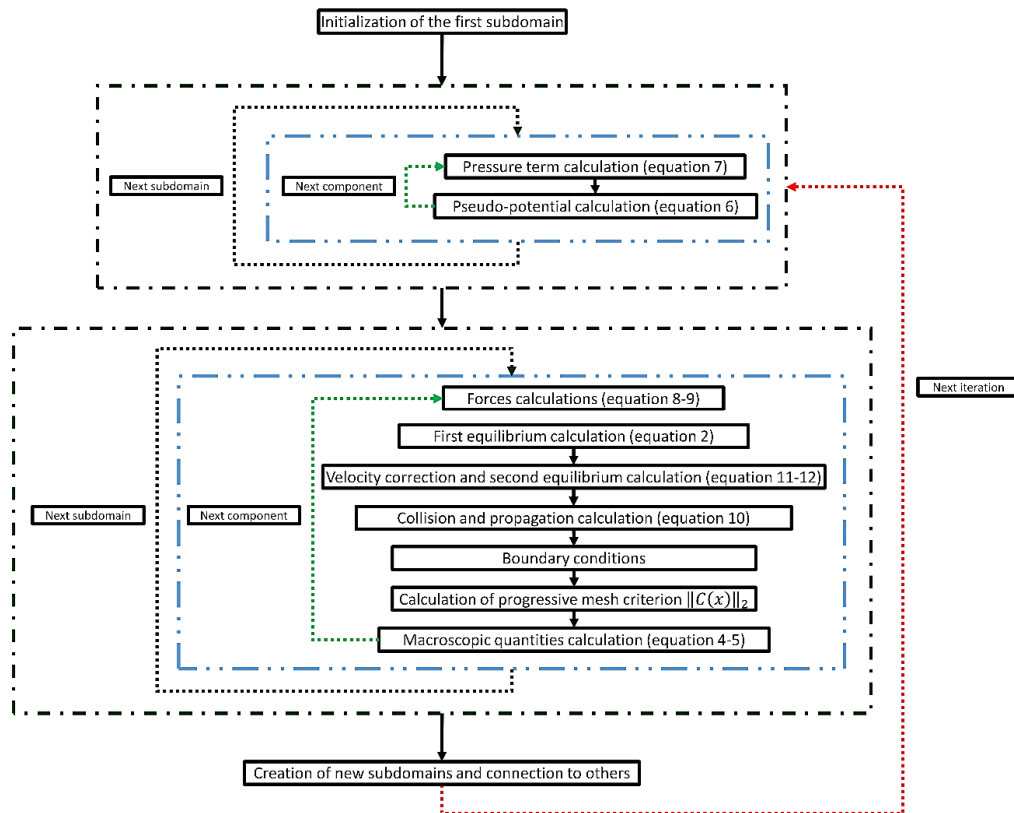 Initialization of the first subdomain
Pressure term calculation (equation 7)
Next subdomain
Next component
Pseudo-potential calculation (equation 6)
Next iteration
Forces calculations (equation 8-9)
First equilibrium calculation (equation 2)
Velocity correction and second equilibrium calculation (equation 11-12)
Next subdomain
Next component
Collision and propagation calculation (equation 10)
Boundary conditions
Calculation of progressive mesh criterion ‖C(x)‖₂
Macroscopic quantities calculation (equation 4-5)
Creation of new subdomains and connection to others